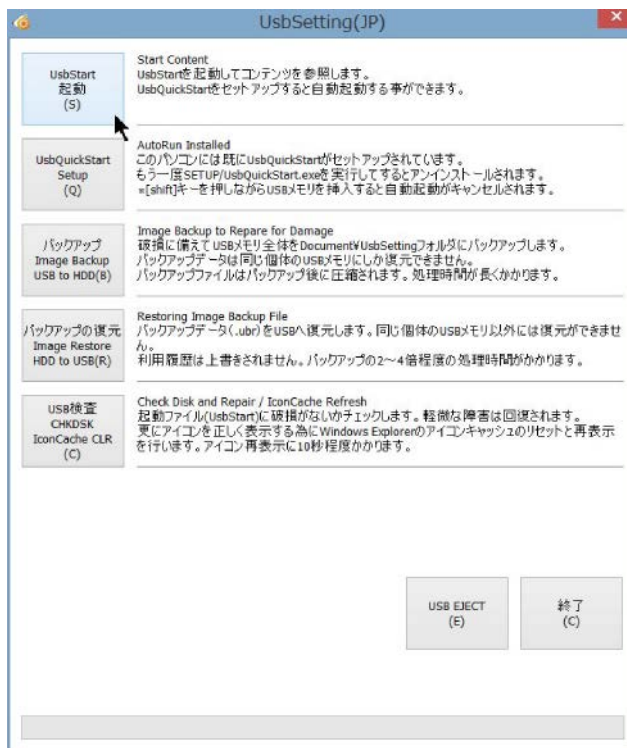 UsbSetting(JP)
UsbStart
起動
(S)
Start Content
UsbStartを起動してコンテンツを参照します。
UsbQuickStartをセットアップすると自動起動する事ができます。
UsbQuickStart
Setup
(Q)
AutoRun Installed
このパソコンには既にUsbQuickStartがセットアップされています。
もう一度SETUP/UsbQuickStart.exeを実行してするとアンインストールされます。
*[shift]キーを押しながらUSBメモリを挿入すると自動起動がキャンセルされます。
バックアップ
Image Backup
USB to HDD(B)
Image Backup to Repare for Damage
破損に備えてUSBメモリ全体をDocument¥UsbSettingフォルダにバックアップします。
バックアップデータは同じ個体のUSBメモリにしか復元できません。
バックアップファイルはバックアップ後に圧縮されます。処理時間が長くかかります。
バックアップの復元
Image Restore
HDD to USB(R)
Restoring Image Backup File
バックアップデータ(.ubr)をUSBへ復元します。同じ個体のUSBメモリ以外には復元ができませ
ん。
利用履歴は上書きされません。バックアップの2～4倍程度の処理時間がかかります。
USB検査
CHKDSK
IconCache CLR
(C)
Check Disk and Repair / IconCache Refresh
起動ファイル(UsbStart)に破損がないかチェックします。軽微な障害は回復されます。
更にアイコンを正しく表示する為にWindows Explorerのアイコンキャッシュのリセットと再表示
を行います。アイコン再表示に10秒程度かかります。
USB EJECT
(E)
終了
(C)